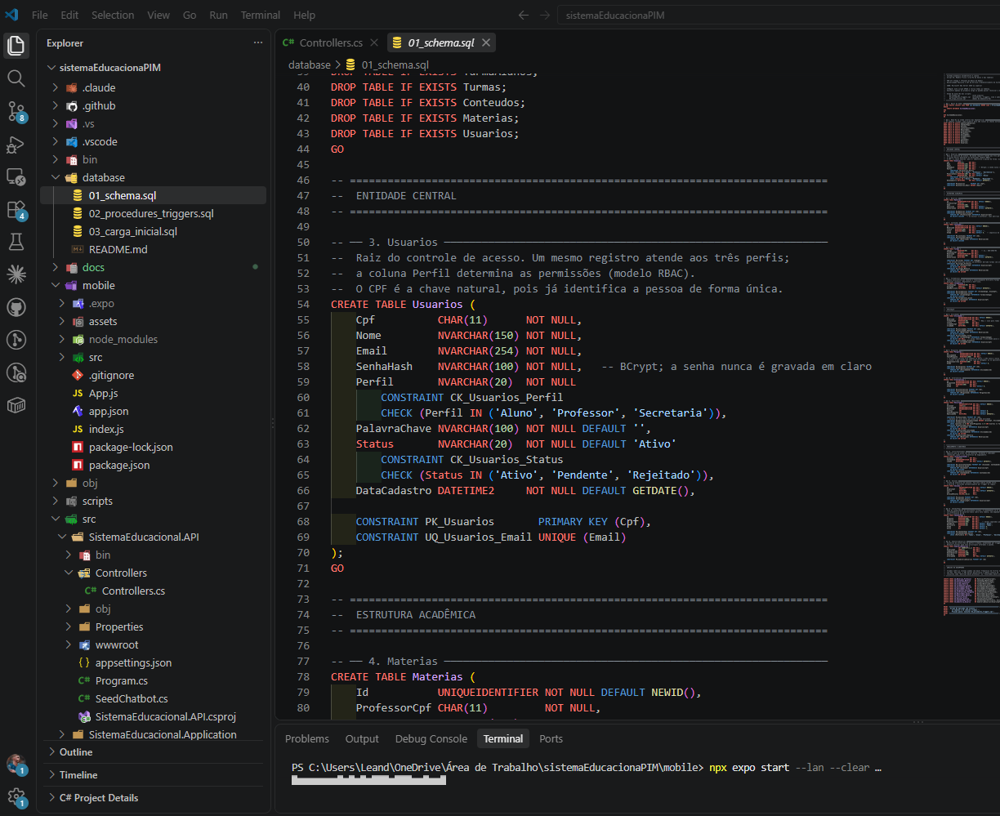 File Edit Selection View Go Run Terminal Help
sistemaEducacionaPIM
Explorer
sistemaEducacionaPIM
.claude
.github
.vs
.vscode
bin
database
01_schema.sql
02_procedures_triggers.sql
03_carga_inicial.sql
README.md
docs
mobile
.expo
assets
node_modules
src
.gitignore
App.js
app.json
index.js
package-lock.json
package.json
obj
scripts
src
SistemaEducacional.API
bin
Controllers
Controllers.cs
obj
Properties
wwwroot
appsettings.json
Program.cs
SeedChatbot.cs
SistemaEducacional.API.csproj
SistemaEducacional.Application
Outline
Timeline
C# Project Details
8
4
1
1
Controllers.cs
01_schema.sql
database > 01_schema.sql
39 DROP TABLE IF EXISTS TurmaAlunos;
40 DROP TABLE IF EXISTS Turmas;
41 DROP TABLE IF EXISTS Conteudos;
42 DROP TABLE IF EXISTS Materias;
43 DROP TABLE IF EXISTS Usuarios;
44 GO
45
46 -- ============================================================================
47 -- ENTIDADE CENTRAL
48 -- ============================================================================
49
50 -- ── 3. Usuarios ─────────────────────────────────────────────────────────────
51 -- Raiz do controle de acesso. Um mesmo registro atende aos três perfis;
52 -- a coluna Perfil determina as permissões (modelo RBAC).
53 -- O CPF é a chave natural, pois já identifica a pessoa de forma única.
54 CREATE TABLE Usuarios (
55 Cpf CHAR(11) NOT NULL,
56 Nome NVARCHAR(150) NOT NULL,
57 Email NVARCHAR(254) NOT NULL,
58 SenhaHash NVARCHAR(100) NOT NULL, -- BCrypt; a senha nunca é gravada em claro
59 Perfil NVARCHAR(20) NOT NULL
60 CONSTRAINT CK_Usuarios_Perfil
61 CHECK (Perfil IN ('Aluno', 'Professor', 'Secretaria')),
62 PalavraChave NVARCHAR(100) NOT NULL DEFAULT '',
63 Status NVARCHAR(20) NOT NULL DEFAULT 'Ativo'
64 CONSTRAINT CK_Usuarios_Status
65 CHECK (Status IN ('Ativo', 'Pendente', 'Rejeitado')),
66 DataCadastro DATETIME2 NOT NULL DEFAULT GETDATE(),
67
68 CONSTRAINT PK_Usuarios PRIMARY KEY (Cpf),
69 CONSTRAINT UQ_Usuarios_Email UNIQUE (Email)
70 );
71 GO
72
73 -- ============================================================================
74 -- ESTRUTURA ACADÊMICA
75 -- ============================================================================
76
77 -- ── 4. Materias ─────────────────────────────────────────────────────────────
78 CREATE TABLE Materias (
79 Id UNIQUEIDENTIFIER NOT NULL DEFAULT NEWID(),
80 ProfessorCpf CHAR(11) NOT NULL,
Problems Output Debug Console Terminal Ports
PS C:\Users\Leand\OneDrive\Área de Trabalho\sistemaEducacionaPIM\mobile> npx expo start --lan --clear …